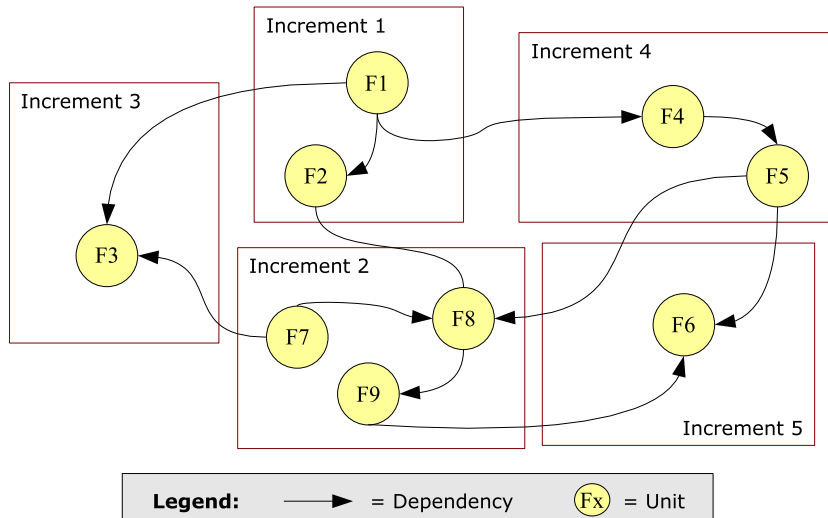 Increment 1
F1
F2
Increment 4
F4
F5
Increment 3
F3
Increment 2
F7
F8
F9
F6
Increment 5
Legend: = Dependency Fx = Unit